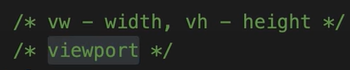 /* vw – width, vh – height */
/* viewport */